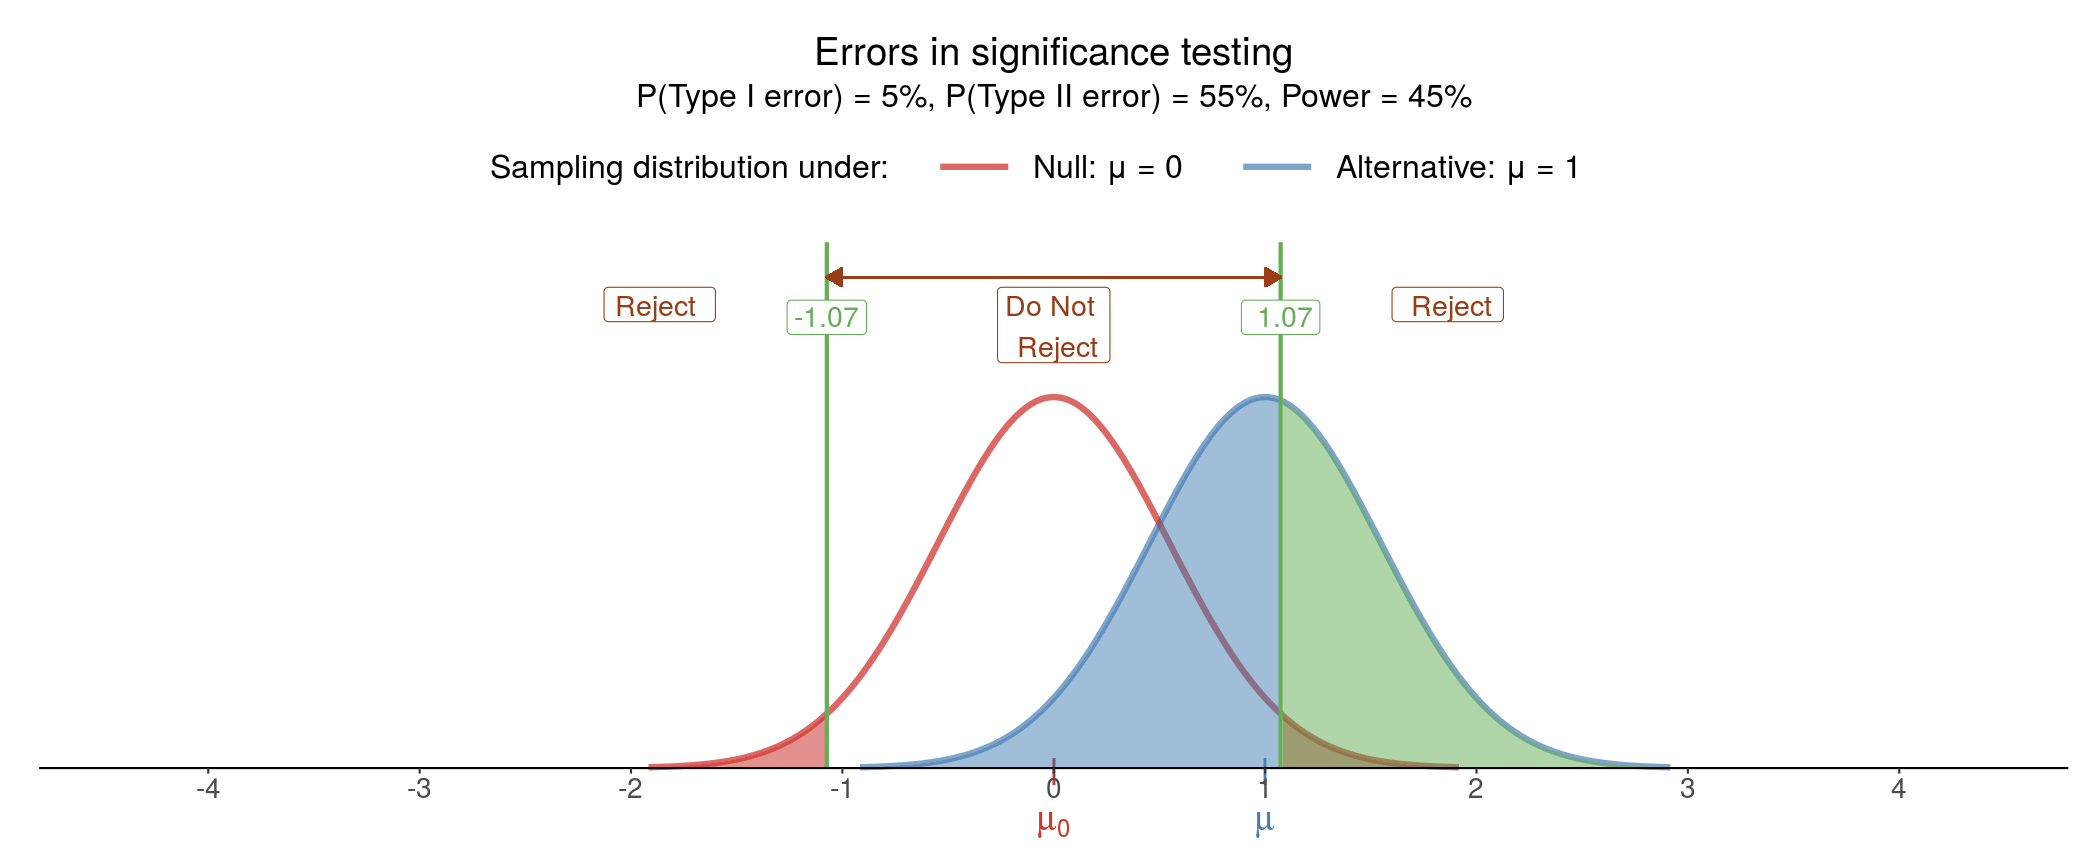 Errors in significance testing
P(Type I error) = 5%, P(Type II error) = 55%, Power = 45%
Sampling distribution under: Null: μ = 0 Alternative: μ = 1
Reject -1.07 Do Not 1.07 Reject
Reject
-4 -3 -2 -1 0 1 2 3 4
μ0 μ